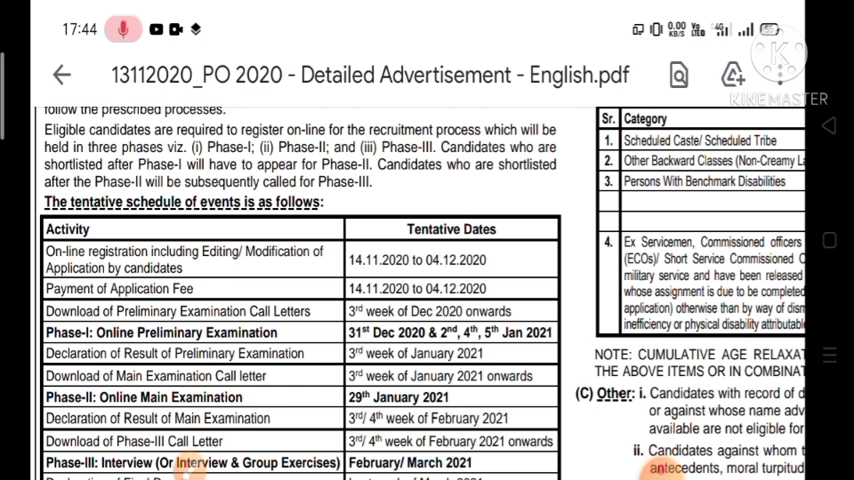 17:44
0.00 KB/S Vo LTE 4G
13112020_PO 2020 - Detailed Advertisement - English.pdf
KINEMASTER
follow the prescribed processes.
Eligible candidates are required to register on-line for the recruitment process which will be
held in three phases viz. (i) Phase-I; (ii) Phase-II; and (iii) Phase-III. Candidates who are
shortlisted after Phase-I will have to appear for Phase-II. Candidates who are shortlisted
after the Phase-II will be subsequently called for Phase-III.
The tentative schedule of events is as follows:
Activity Tentative Dates
On-line registration including Editing/ Modification of
Application by candidates 14.11.2020 to 04.12.2020
Payment of Application Fee 14.11.2020 to 04.12.2020
Download of Preliminary Examination Call Letters 3rd week of Dec 2020 onwards
Phase-I: Online Preliminary Examination 31st Dec 2020 & 2nd, 4th, 5th Jan 2021
Declaration of Result of Preliminary Examination 3rd week of January 2021
Download of Main Examination Call letter 3rd week of January 2021 onwards
Phase-II: Online Main Examination 29th January 2021
Declaration of Result of Main Examination 3rd/ 4th week of February 2021
Download of Phase-III Call Letter 3rd/ 4th week of February 2021 onwards
Phase-III: Interview (Or Interview & Group Exercises) February/ March 2021
Sr. Category
1. Scheduled Caste/ Scheduled Tribe
2. Other Backward Classes (Non-Creamy La
3. Persons With Benchmark Disabilities
4. Ex Servicemen, Commissioned officers
(ECOs)/ Short Service Commissioned C
military service and have been released
whose assignment is due to be completed
application) otherwise than by way of dism
inefficiency or physical disability attributab
NOTE: CUMULATIVE AGE RELAXAT
THE ABOVE ITEMS OR IN COMBINAT
(C) Other: i. Candidates with record of d
or against whose name adv
available are not eligible for
ii. Candidates against whom t
antecedents, moral turpitud